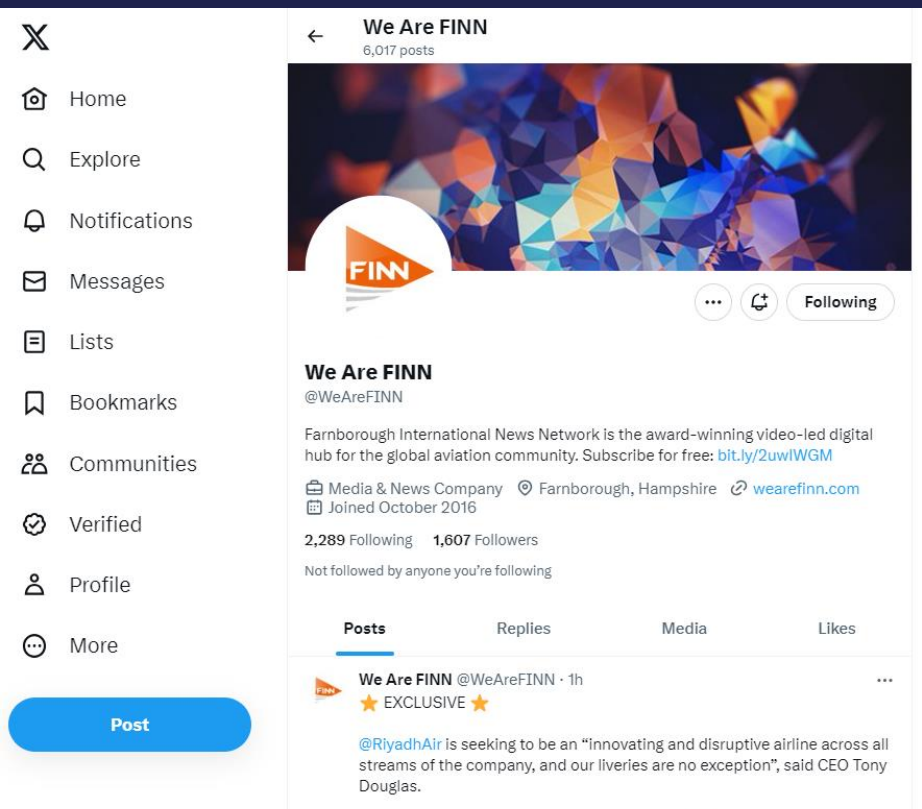 We Are FINN
6,017 posts
Home
Explore
Notifications
Messages
Lists
Bookmarks
Communities
Verified
Profile
More
Post
FINN
Following
We Are FINN
@WeAreFINN
Farnborough International News Network is the award-winning video-led digital
hub for the global aviation community. Subscribe for free: bit.ly/2uwIWGM
Media & News Company Farnborough, Hampshire wearefinn.com
Joined October 2016
2,289 Following 1,607 Followers
Not followed by anyone you're following
Posts Replies Media Likes
FINN
We Are FINN @WeAreFINN · 1h
⭐ EXCLUSIVE ⭐
@RiyadhAir is seeking to be an “innovating and disruptive airline across all
streams of the company, and our liveries are no exception”, said CEO Tony
Douglas.